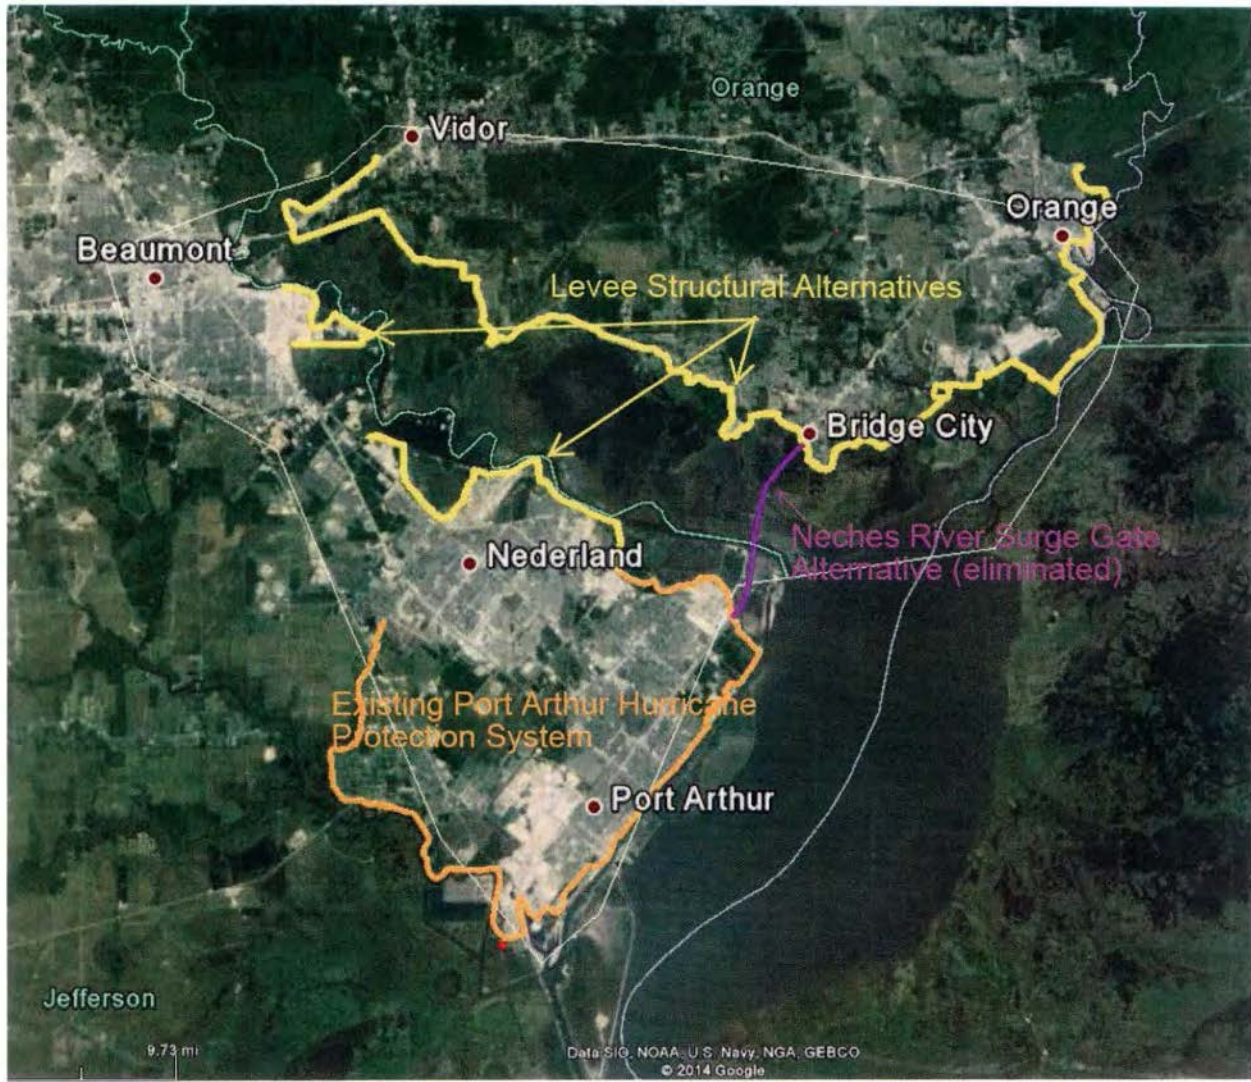 Orange
Vidor
Orange
Beaumont
Levee Structural Alternatives
Bridge City
Neches River Surge Gate
Alternative (eliminated)
Nederland
Existing Port Arthur Hurricane
Protection System
Port Arthur
Jefferson
9.73 mi
Data SIO, NOAA, U.S. Navy, NGA, GEBCO
© 2014 Google